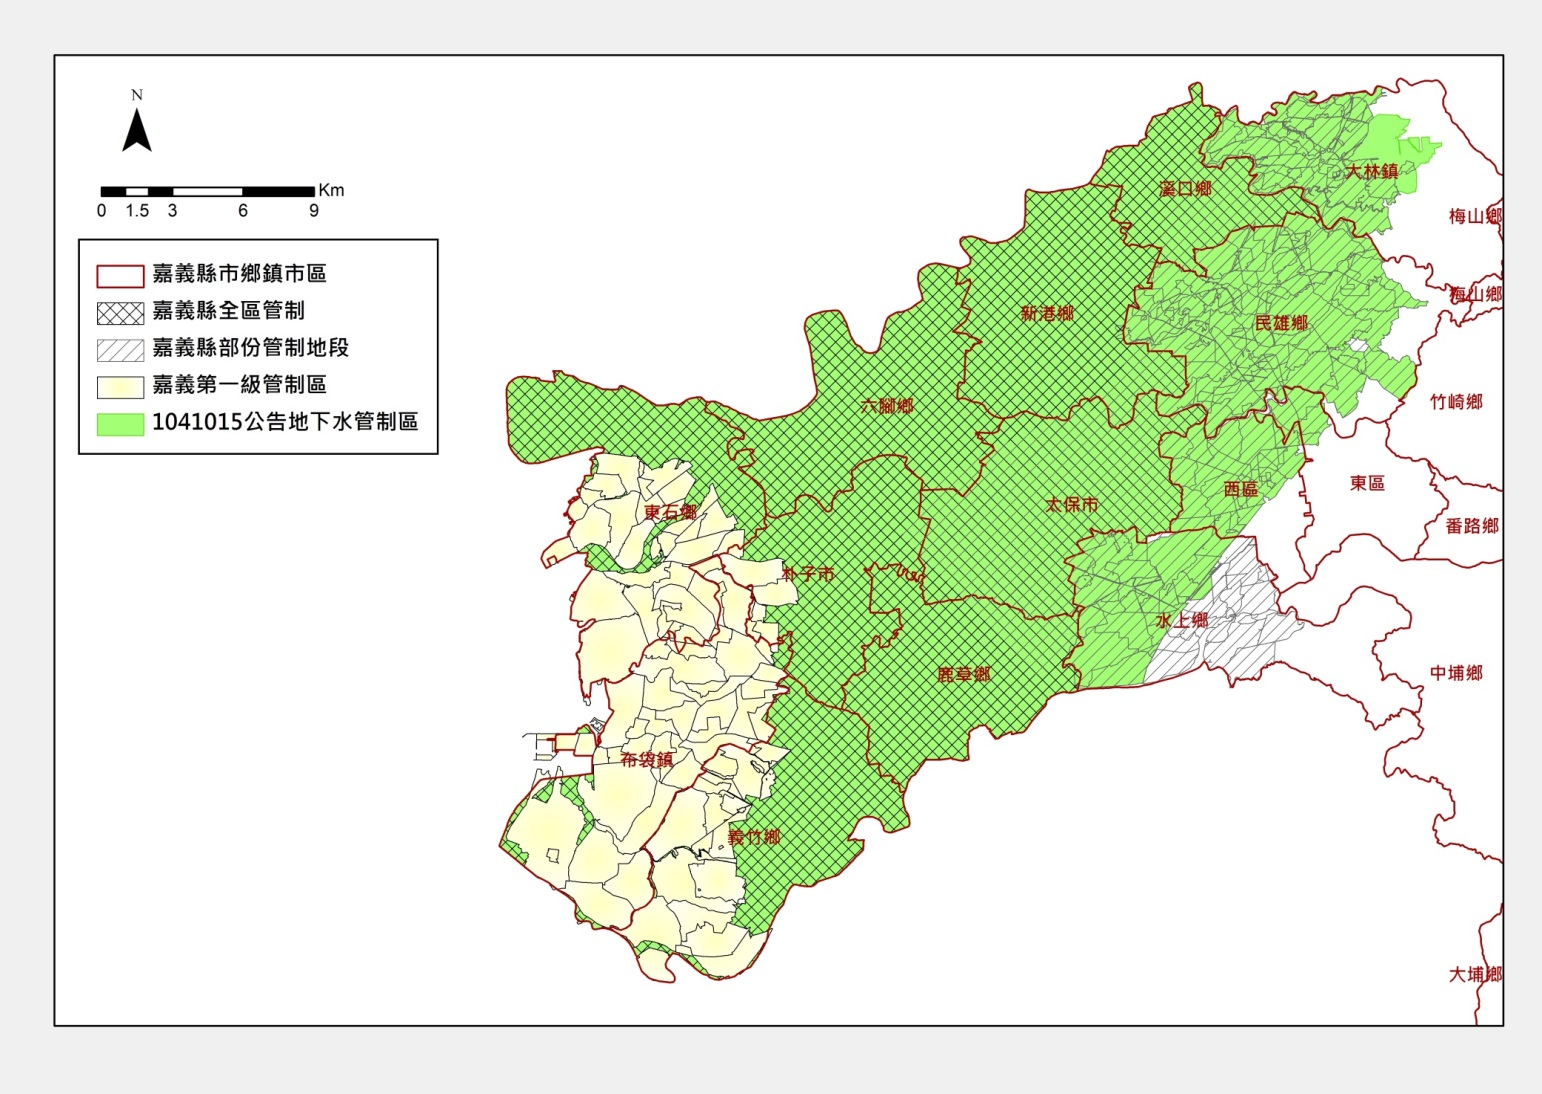 N
Km
0 1.5 3 6 9
嘉義縣市鄉鎮市區
嘉義縣全區管制
嘉義縣部份管制地段
嘉義第一級管制區
1041015公告地下水管制區
大林鎮
溪口鄉
梅山鄉
梅山鄉
新港鄉
民雄鄉
竹崎鄉
六腳鄉
東區
西區
太保市
東石鄉
番路鄉
朴子市
水上鄉
鹿草鄉
中埔鄉
布袋鎮
義竹鄉
大埔鄉